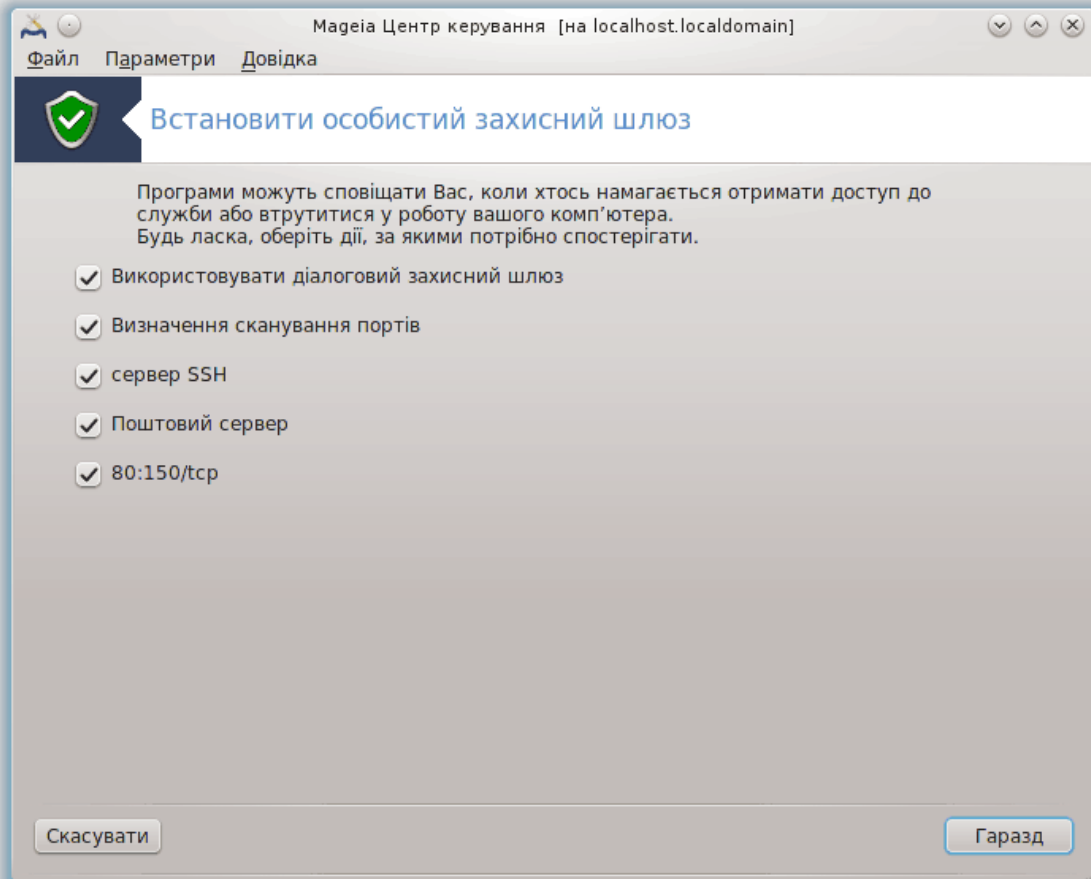 Mageia Центр керування [на localhost.localdomain]
Файл Параметри Довідка
Встановити особистий захисний шлюз
Програми можуть сповіщати Вас, коли хтось намагається отримати доступ до
служби або втрутитися у роботу вашого комп’ютера.
Будь ласка, оберіть дії, за якими потрібно спостерігати.
Використовувати діалоговий захисний шлюз
Визначення сканування портів
сервер SSH
Поштовий сервер
80:150/tcp
Скасувати Гаразд